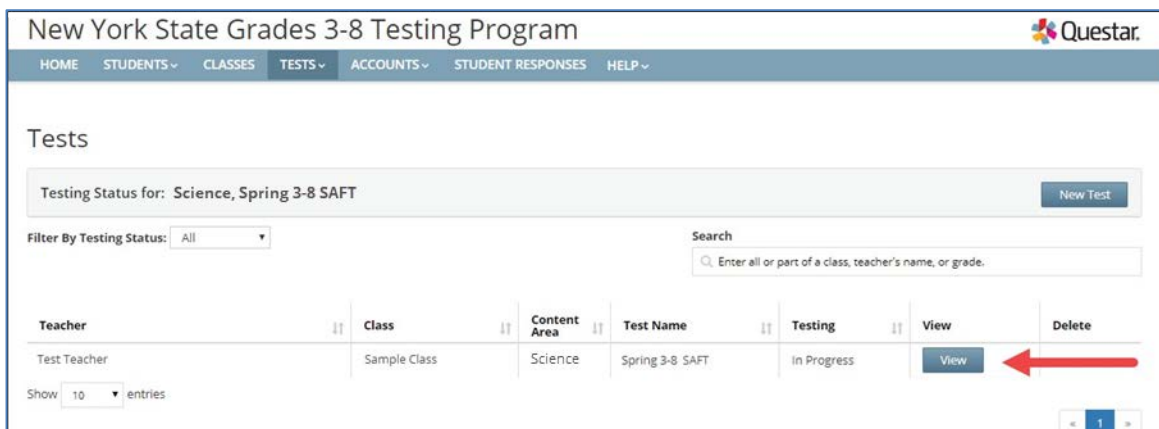 New York State Grades 3-8 Testing Program
Questar.
HOME STUDENTS CLASSES TESTS ACCOUNTS STUDENT RESPONSES HELP
Tests
Testing Status for: Science, Spring 3-8 SAFT New Test
Filter By Testing Status: All
Search
Enter all or part of a class, teacher's name, or grade.
Teacher Class Content Area Test Name Testing View Delete
Test Teacher Sample Class Science Spring 3-8 SAFT In Progress View
Show 10 entries
« 1 »